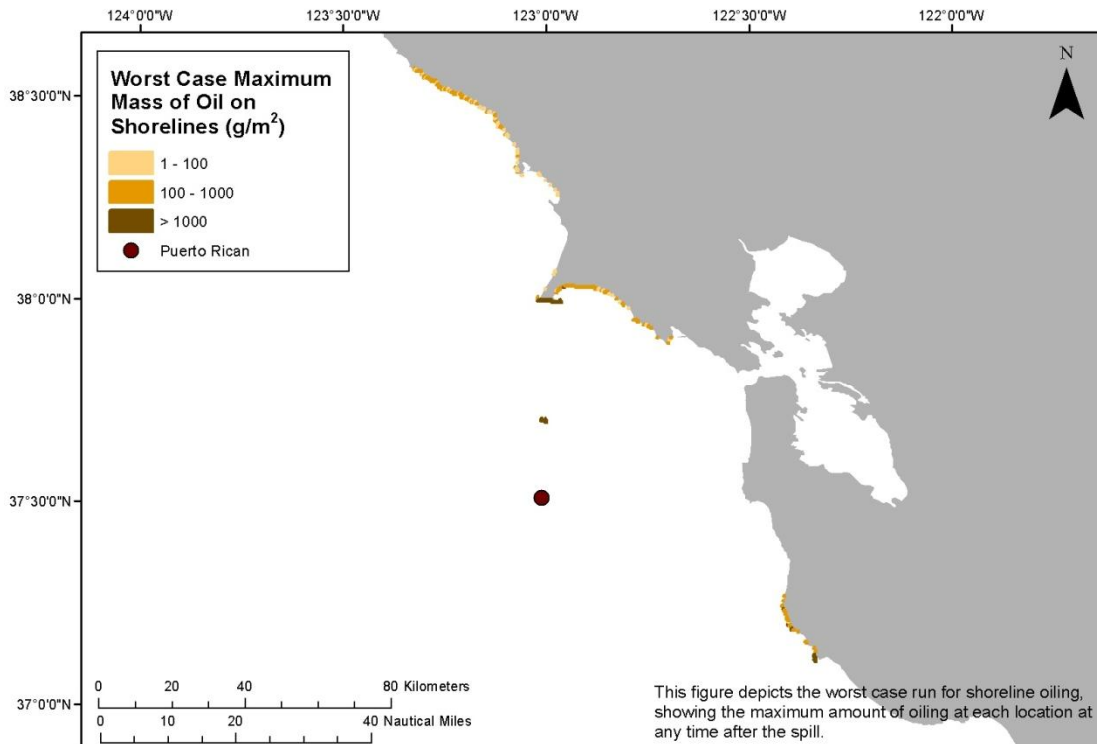 124°0'0"W 123°30'0"W 123°0'0"W 122°30'0"W 122°0'0"W
Worst Case Maximum
Mass of Oil on
Shorelines (g/m²)
1 - 100
100 - 1000
> 1000
Puerto Rican
N
38°30'0"N
38°0'0"N
37°30'0"N
37°0'0"N
0 20 40 80 Kilometers
0 10 20 40 Nautical Miles
This figure depicts the worst case run for shoreline oiling,
showing the maximum amount of oiling at each location at
any time after the spill.